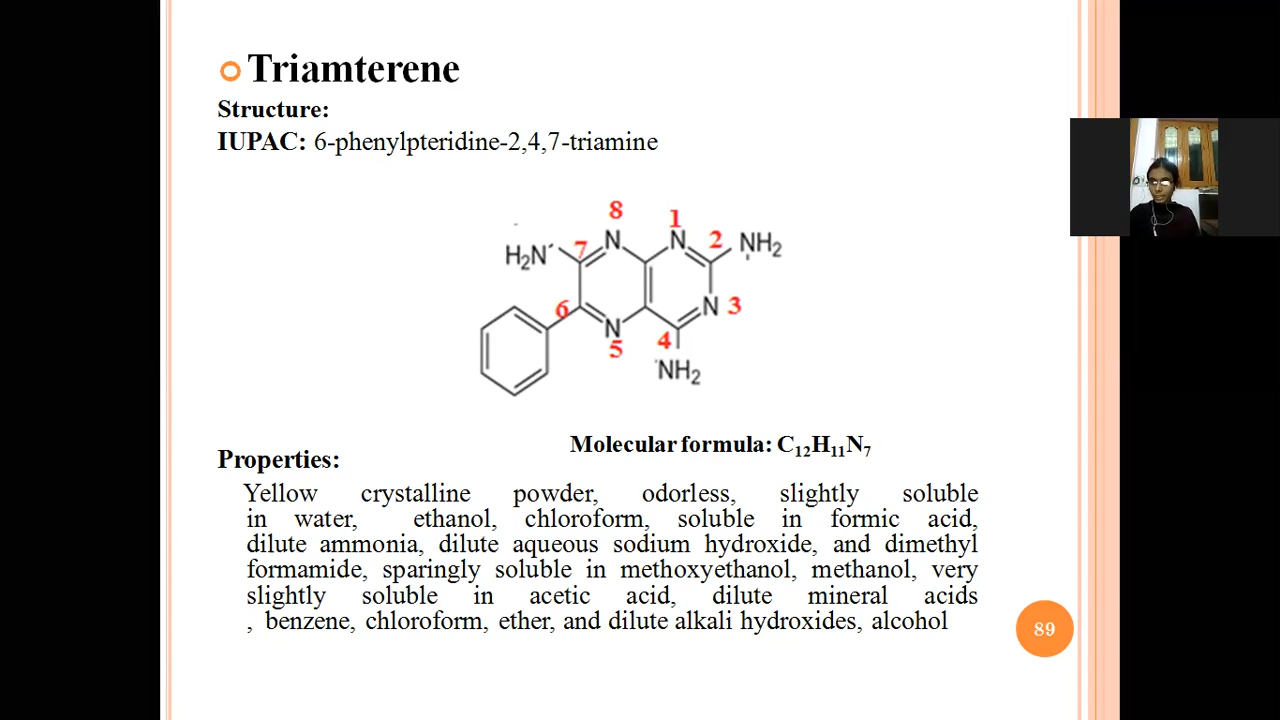 Triamterene
Structure:
IUPAC: 6-phenylpteridine-2,4,7-triamine
8
1
H₂N
7
N
N
2
NH₂
6
N
3
N
5
4
NH₂
Molecular formula: C₁₂H₁₁N₇
Properties:
Yellow crystalline powder, odorless, slightly soluble
in water, ethanol, chloroform, soluble in formic acid,
dilute ammonia, dilute aqueous sodium hydroxide, and dimethyl
formamide, sparingly soluble in methoxyethanol, methanol, very
slightly soluble in acetic acid, dilute mineral acids
, benzene, chloroform, ether, and dilute alkali hydroxides, alcohol
89